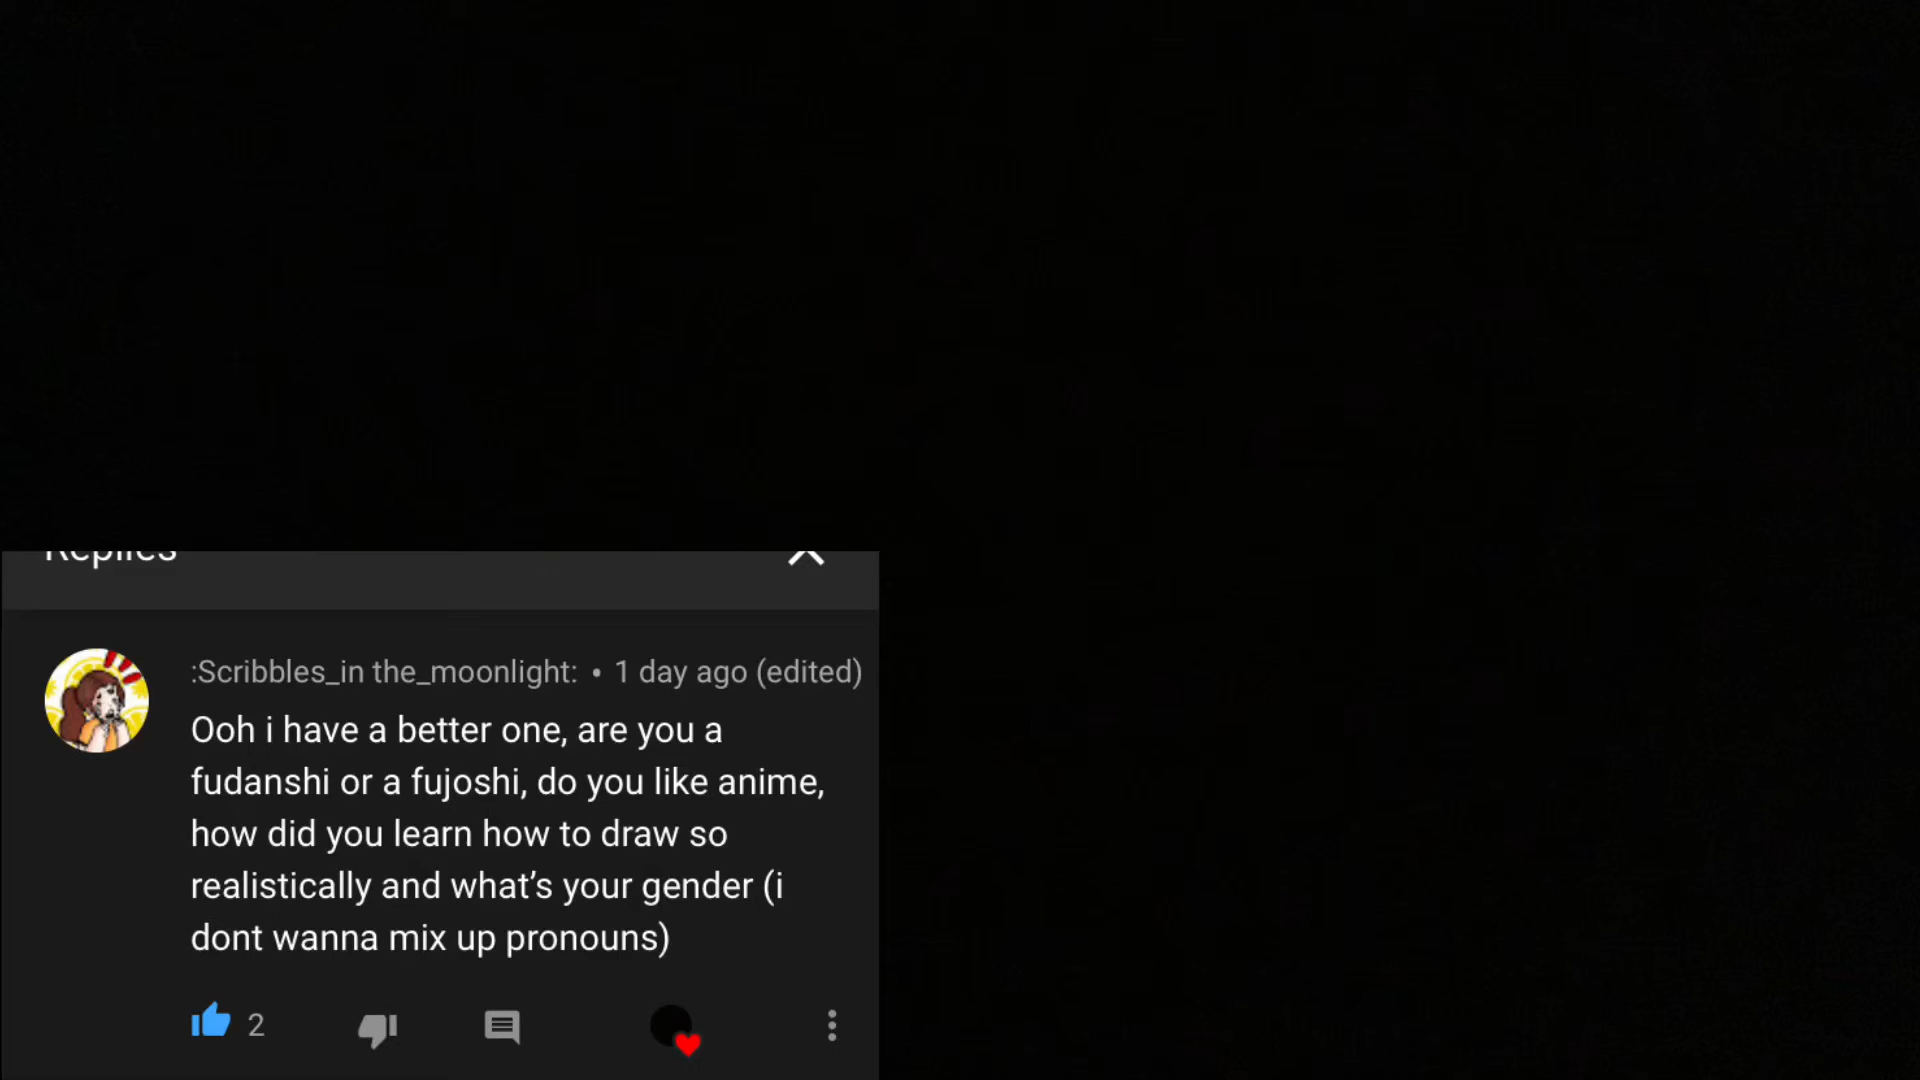 Replies
:Scribbles_in the_moonlight: • 1 day ago (edited)
Ooh i have a better one, are you a
fudanshi or a fujoshi, do you like anime,
how did you learn how to draw so
realistically and what’s your gender (i
dont wanna mix up pronouns)
2